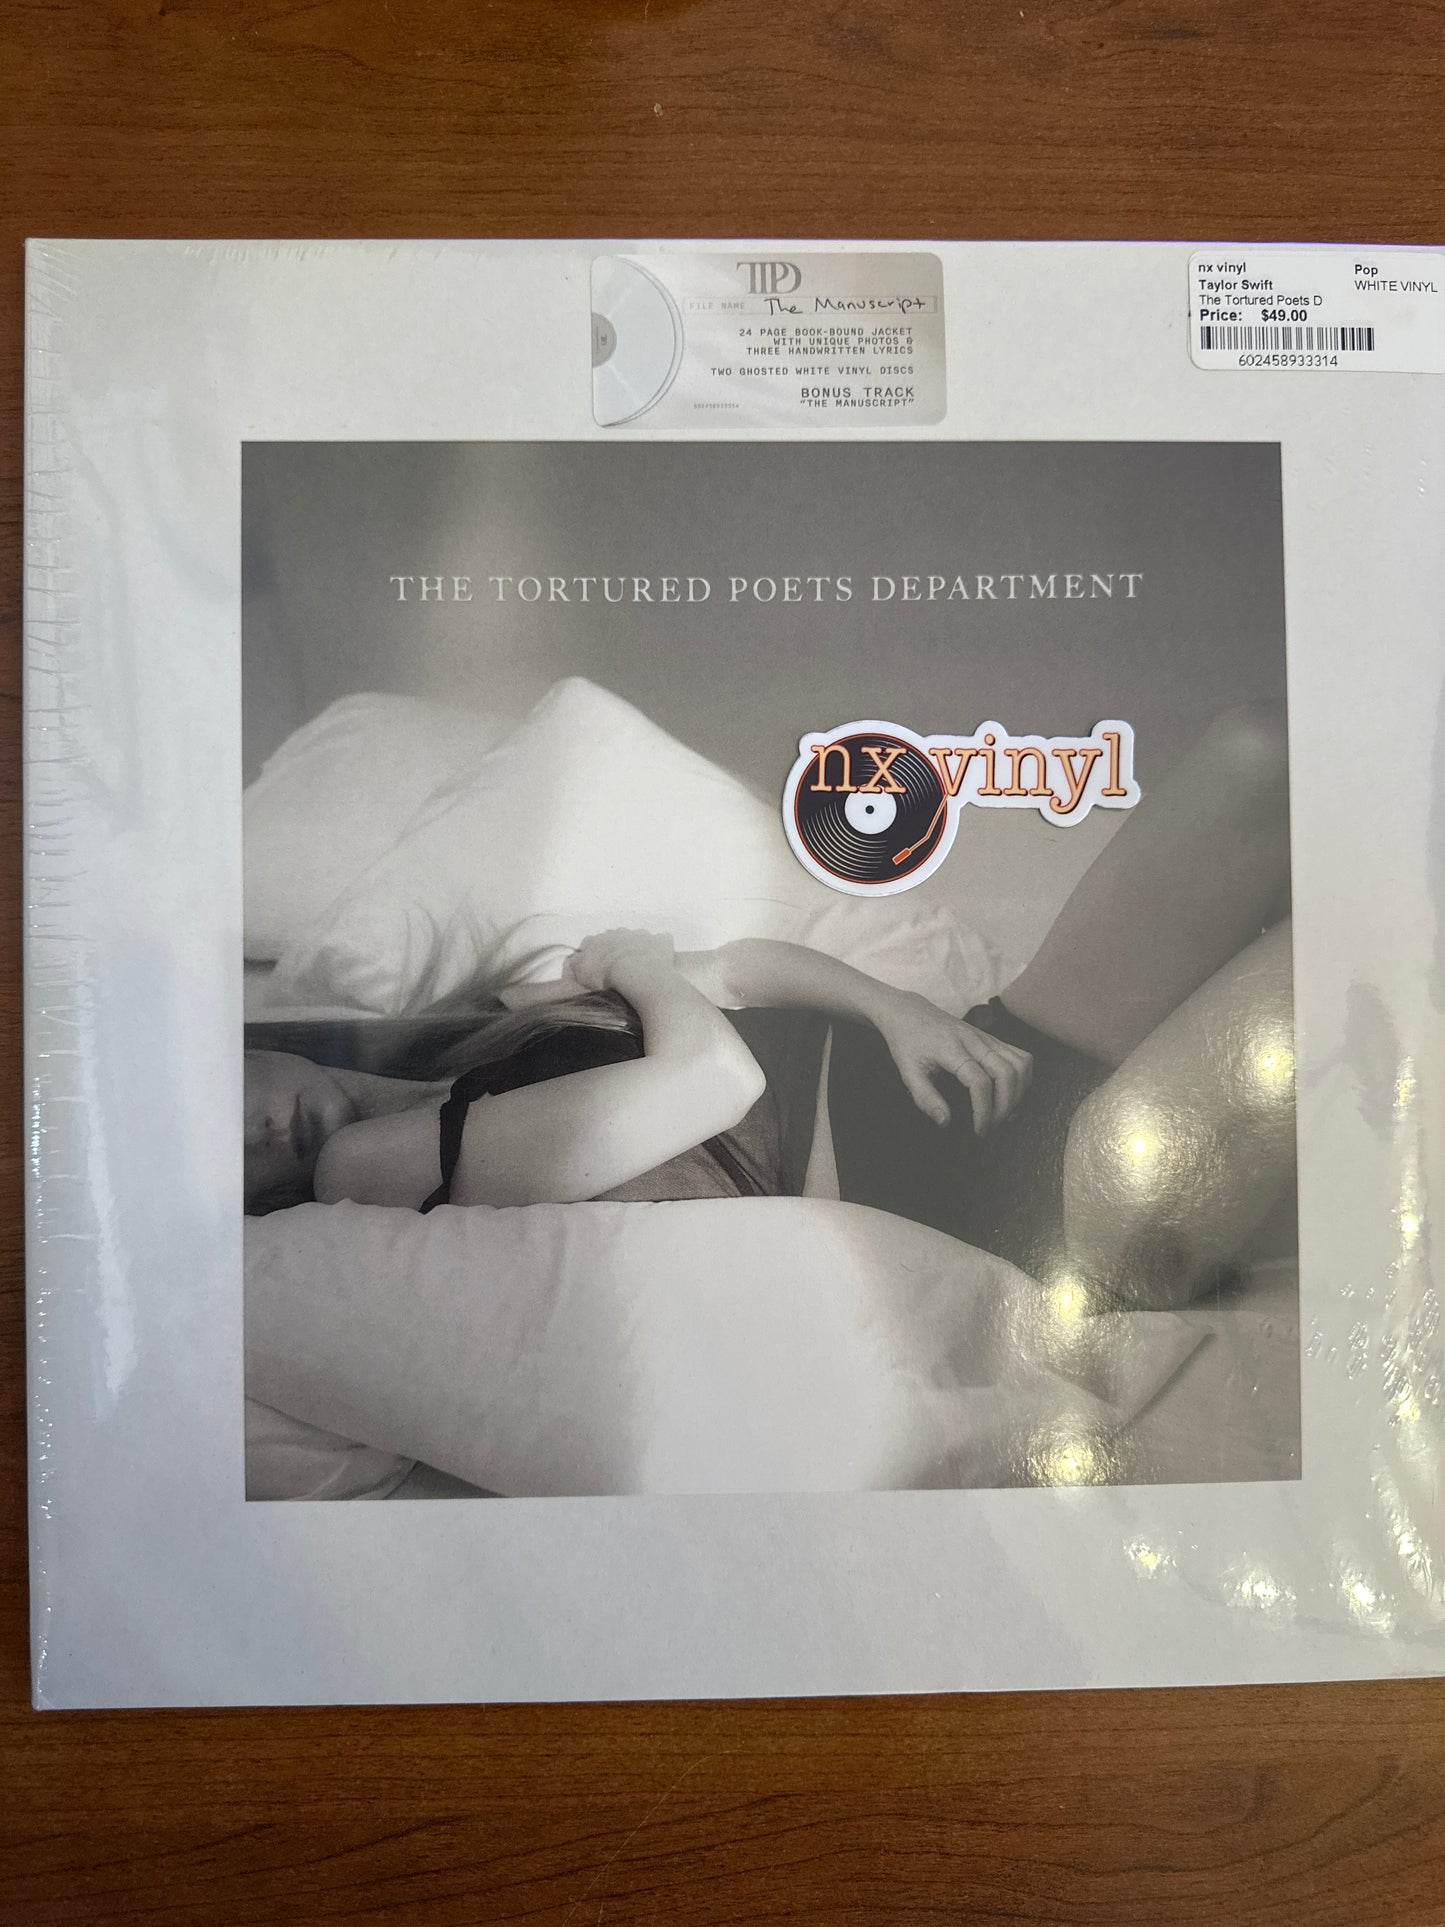 TTPD
FILE NAME The Manuscript
24 PAGE BOOK-BOUND JACKET
WITH UNIQUE PHOTOS &
THREE HANDWRITTEN LYRICS
TWO GHOSTED WHITE VINYL DISCS
BONUS TRACK
"THE MANUSCRIPT"
602458933314
nx vinyl Pop
Taylor Swift WHITE VINYL
The Tortured Poets D
Price: $49.00
602458933314
THE TORTURED POETS DEPARTMENT
nx vinyl